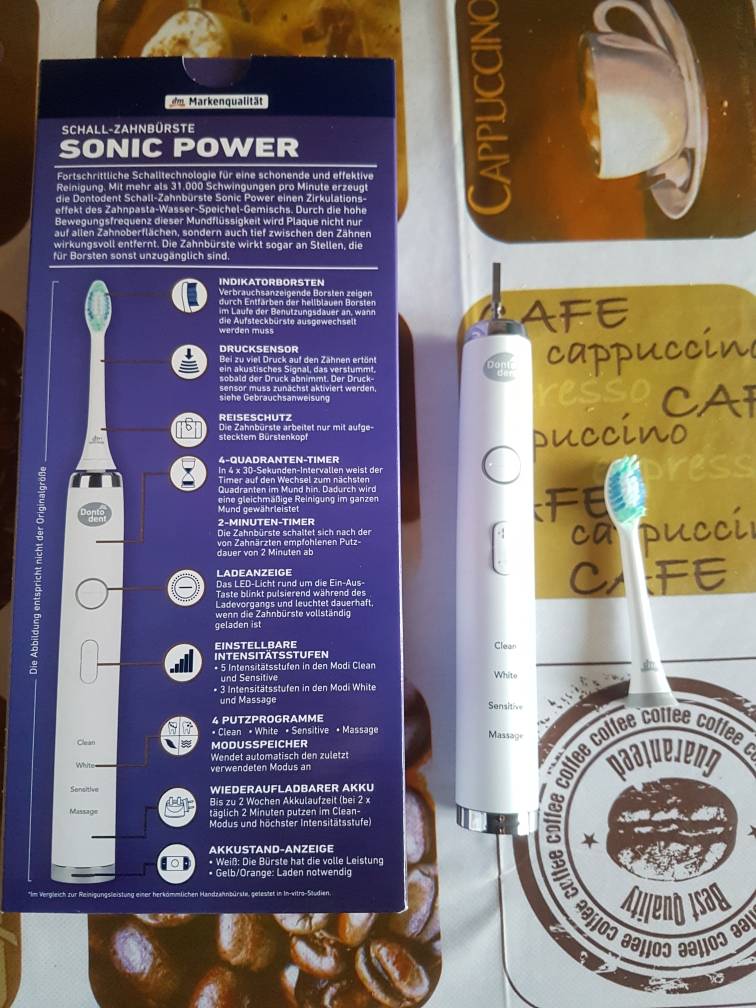 dm Markenqualität
SCHALL-ZAHNBÜRSTE
SONIC POWER
Fortschrittliche Schalltechnologie für eine schonende und effektive
Reinigung. Mit mehr als 31.000 Schwingungen pro Minute erzeugt
die Dontodent Schall-Zahnbürste Sonic Power einen Zirkulations-
effekt des Zahnpasta-Wasser-Speichel-Gemischs. Durch die hohe
Bewegungsfrequenz dieser Mundflüssigkeit wird Plaque nicht nur
auf allen Zahnoberflächen, sondern auch tief zwischen den Zähnen
wirkungsvoll entfernt. Die Zahnbürste wirkt sogar an Stellen, die
für Borsten sonst unzugänglich sind.
INDIKATORBORSTEN
Verbrauchsanzeigende Borsten zeigen
durch Entfärben der hellblauen Borsten
im Laufe der Benutzungsdauer an, wann
die Aufsteckbürste ausgewechselt
werden muss
DRUCKSENSOR
Bei zu viel Druck auf den Zähnen ertönt
ein akustisches Signal, das verstummt,
sobald der Druck abnimmt. Der Druck-
sensor muss zunächst aktiviert werden,
siehe Gebrauchsanweisung
REISESCHUTZ
Die Zahnbürste arbeitet nur mit aufge-
stecktem Bürstenkopf
4-QUADRANTEN-TIMER
In 4 x 30-Sekunden-Intervallen weist der
Timer auf den Wechsel zum nächsten
Quadranten im Mund hin. Dadurch wird
eine gleichmäßige Reinigung im ganzen
Mund gewährleistet
2-MINUTEN-TIMER
Die Zahnbürste schaltet sich nach der
von Zahnärzten empfohlenen Putz-
dauer von 2 Minuten ab
LADEANZEIGE
Das LED-Licht rund um die Ein-Aus-
Taste blinkt pulsierend während des
Ladevorgangs und leuchtet dauerhaft,
wenn die Zahnbürste vollständig
geladen ist
EINSTELLBARE
INTENSITÄTSSTUFEN
• 5 Intensitätsstufen in den Modi Clean
und Sensitive
• 3 Intensitätsstufen in den Modi White
und Massage
4 PUTZPROGRAMME
• Clean • White • Sensitive • Massage
MODUSSPEICHER
Wendet automatisch den zuletzt
verwendeten Modus an
WIEDERAUFLADBARER AKKU
Bis zu 2 Wochen Akkulaufzeit (bei 2 x
täglich 2 Minuten putzen im Clean-
Modus und höchster Intensitätsstufe)
AKKUSTAND-ANZEIGE
• Weiß: Die Bürste hat die volle Leistung
• Gelb/Orange: Laden notwendig
*Im Vergleich zur Reinigungsleistung einer herkömmlichen Handzahnbürste, getestet in In-vitro-Studien.
Die Abbildung entspricht nicht der Originalgröße
dm
Donto
dent
Clean
White
Sensitive
Massage
Donto
dent
Clean
White
Sensitive
Massage
dm
CAPPUCCINO
CAFE
cappuccino
resso
CAF
puccino
espress
AFE
cappucci
CAFE
coffee coffee coffee coffee coffee coffee coffee
Guaranteed
Best Quality
coffee coffee coffee